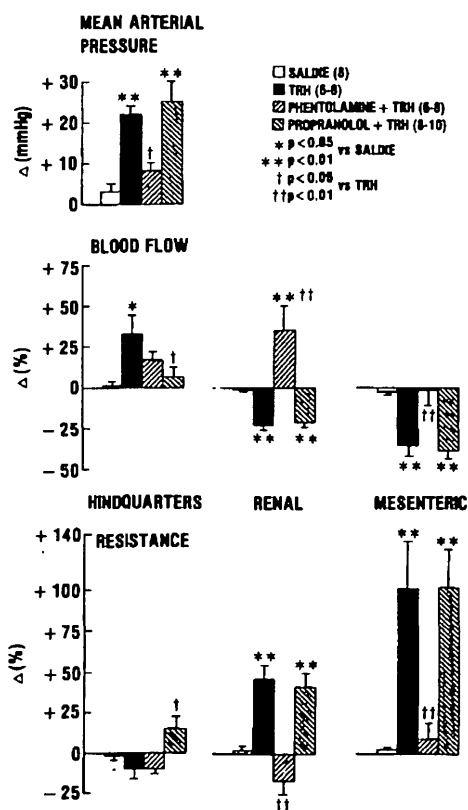 MEAN ARTERIAL
PRESSURE
+30
+20
+10
0
Δ (mmHg)
**
†
**
SALINE (8)
TRH (6-8)
PHENTOLAMINE + TRH (6-8)
PROPRANOLOL + TRH (8-10)
* p<0.05
** p<0.01
vs SALINE
† p<0.05
†† p<0.01
vs TRH
BLOOD FLOW
+75
+50
+25
0
-25
-50
Δ (%)
*
†
** ††
**
**
††
**
**
HINDQUARTERS
RENAL
MESENTERIC
RESISTANCE
+140
+100
+75
+50
+25
0
-25
Δ (%)
†
**
**
††
**
**
††